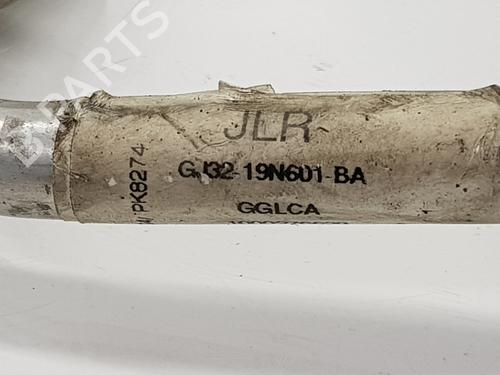 B PARTS
JLR
GJ32-19N601-BA
GGLCA
PK8274